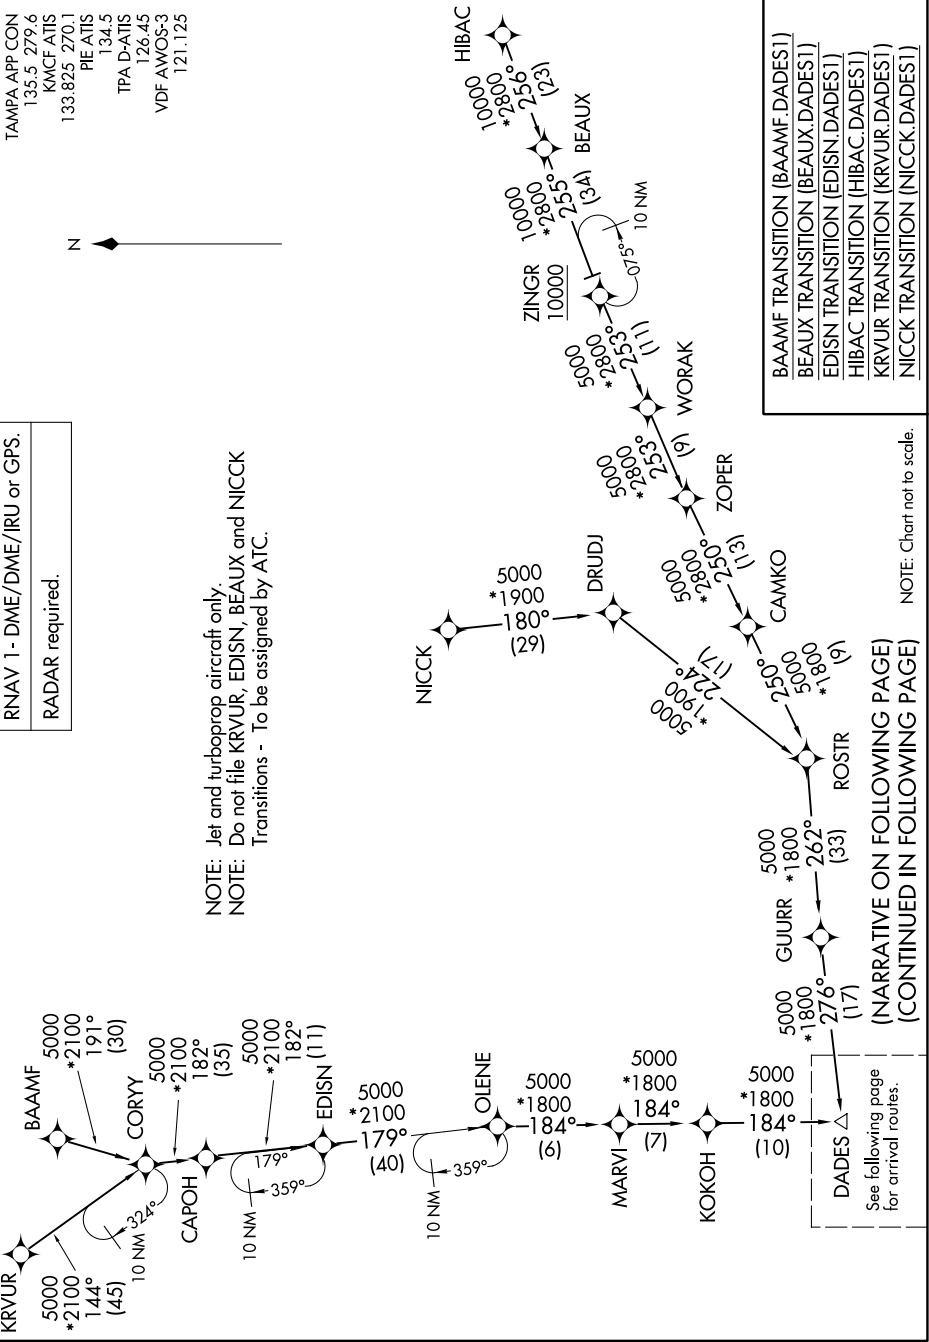 TAMPA APP CON
135.5 279.6
KMCF ATIS
133.825 270.1
PIE ATIS
134.5
TPA D-ATIS
126.45
VDF AWOS-3
121.125
N
RNAV 1 - DME/DME/IRU or GPS.
RADAR required.
NOTE: Jet and turboprop aircraft only.
NOTE: Do not file KRVUR, EDISN, BEAUX and NICCK
Transitions - To be assigned by ATC.
KRVUR
5000
*2100
144°
(45)
BAAMF
5000
*2100
191°
(30)
CORYY
324°
10 NM
5000
*2100
182°
(35)
CAPOH
5000
*2100
182°
(11)
EDISN
179°
359°
10 NM
5000
*2100
179°
(40)
OLENE
359°
10 NM
5000
*1800
184°
(6)
MARVI
5000
*1800
184°
(7)
KOKOH
5000
*1800
184°
(10)
DADES
See following page
for arrival routes.
HIBAC
10000
*2800
256°
(23)
BEAUX
10000
*2800
255°
(34)
ZINGR
10000
075°
10 NM
5000
*2800
253°
(11)
WORAK
5000
*2800
253°
(9)
ZOPER
5000
*2800
250°
(13)
CAMKO
250°
5000
*1800
(9)
NICCK
5000
*1900
180°
(29)
DRUDJ
5000
*1900
224°
(17)
ROSTR
5000
*1800
262°
(33)
GUURR
5000
*1800
276°
(17)
BAAMF TRANSITION (BAAMF.DADES1)
BEAUX TRANSITION (BEAUX.DADES1)
EDISN TRANSITION (EDISN.DADES1)
HIBAC TRANSITION (HIBAC.DADES1)
KRVUR TRANSITION (KRVUR.DADES1)
NICCK TRANSITION (NICCK.DADES1)
NOTE: Chart not to scale.
(NARRATIVE ON FOLLOWING PAGE)
(CONTINUED IN FOLLOWING PAGE)